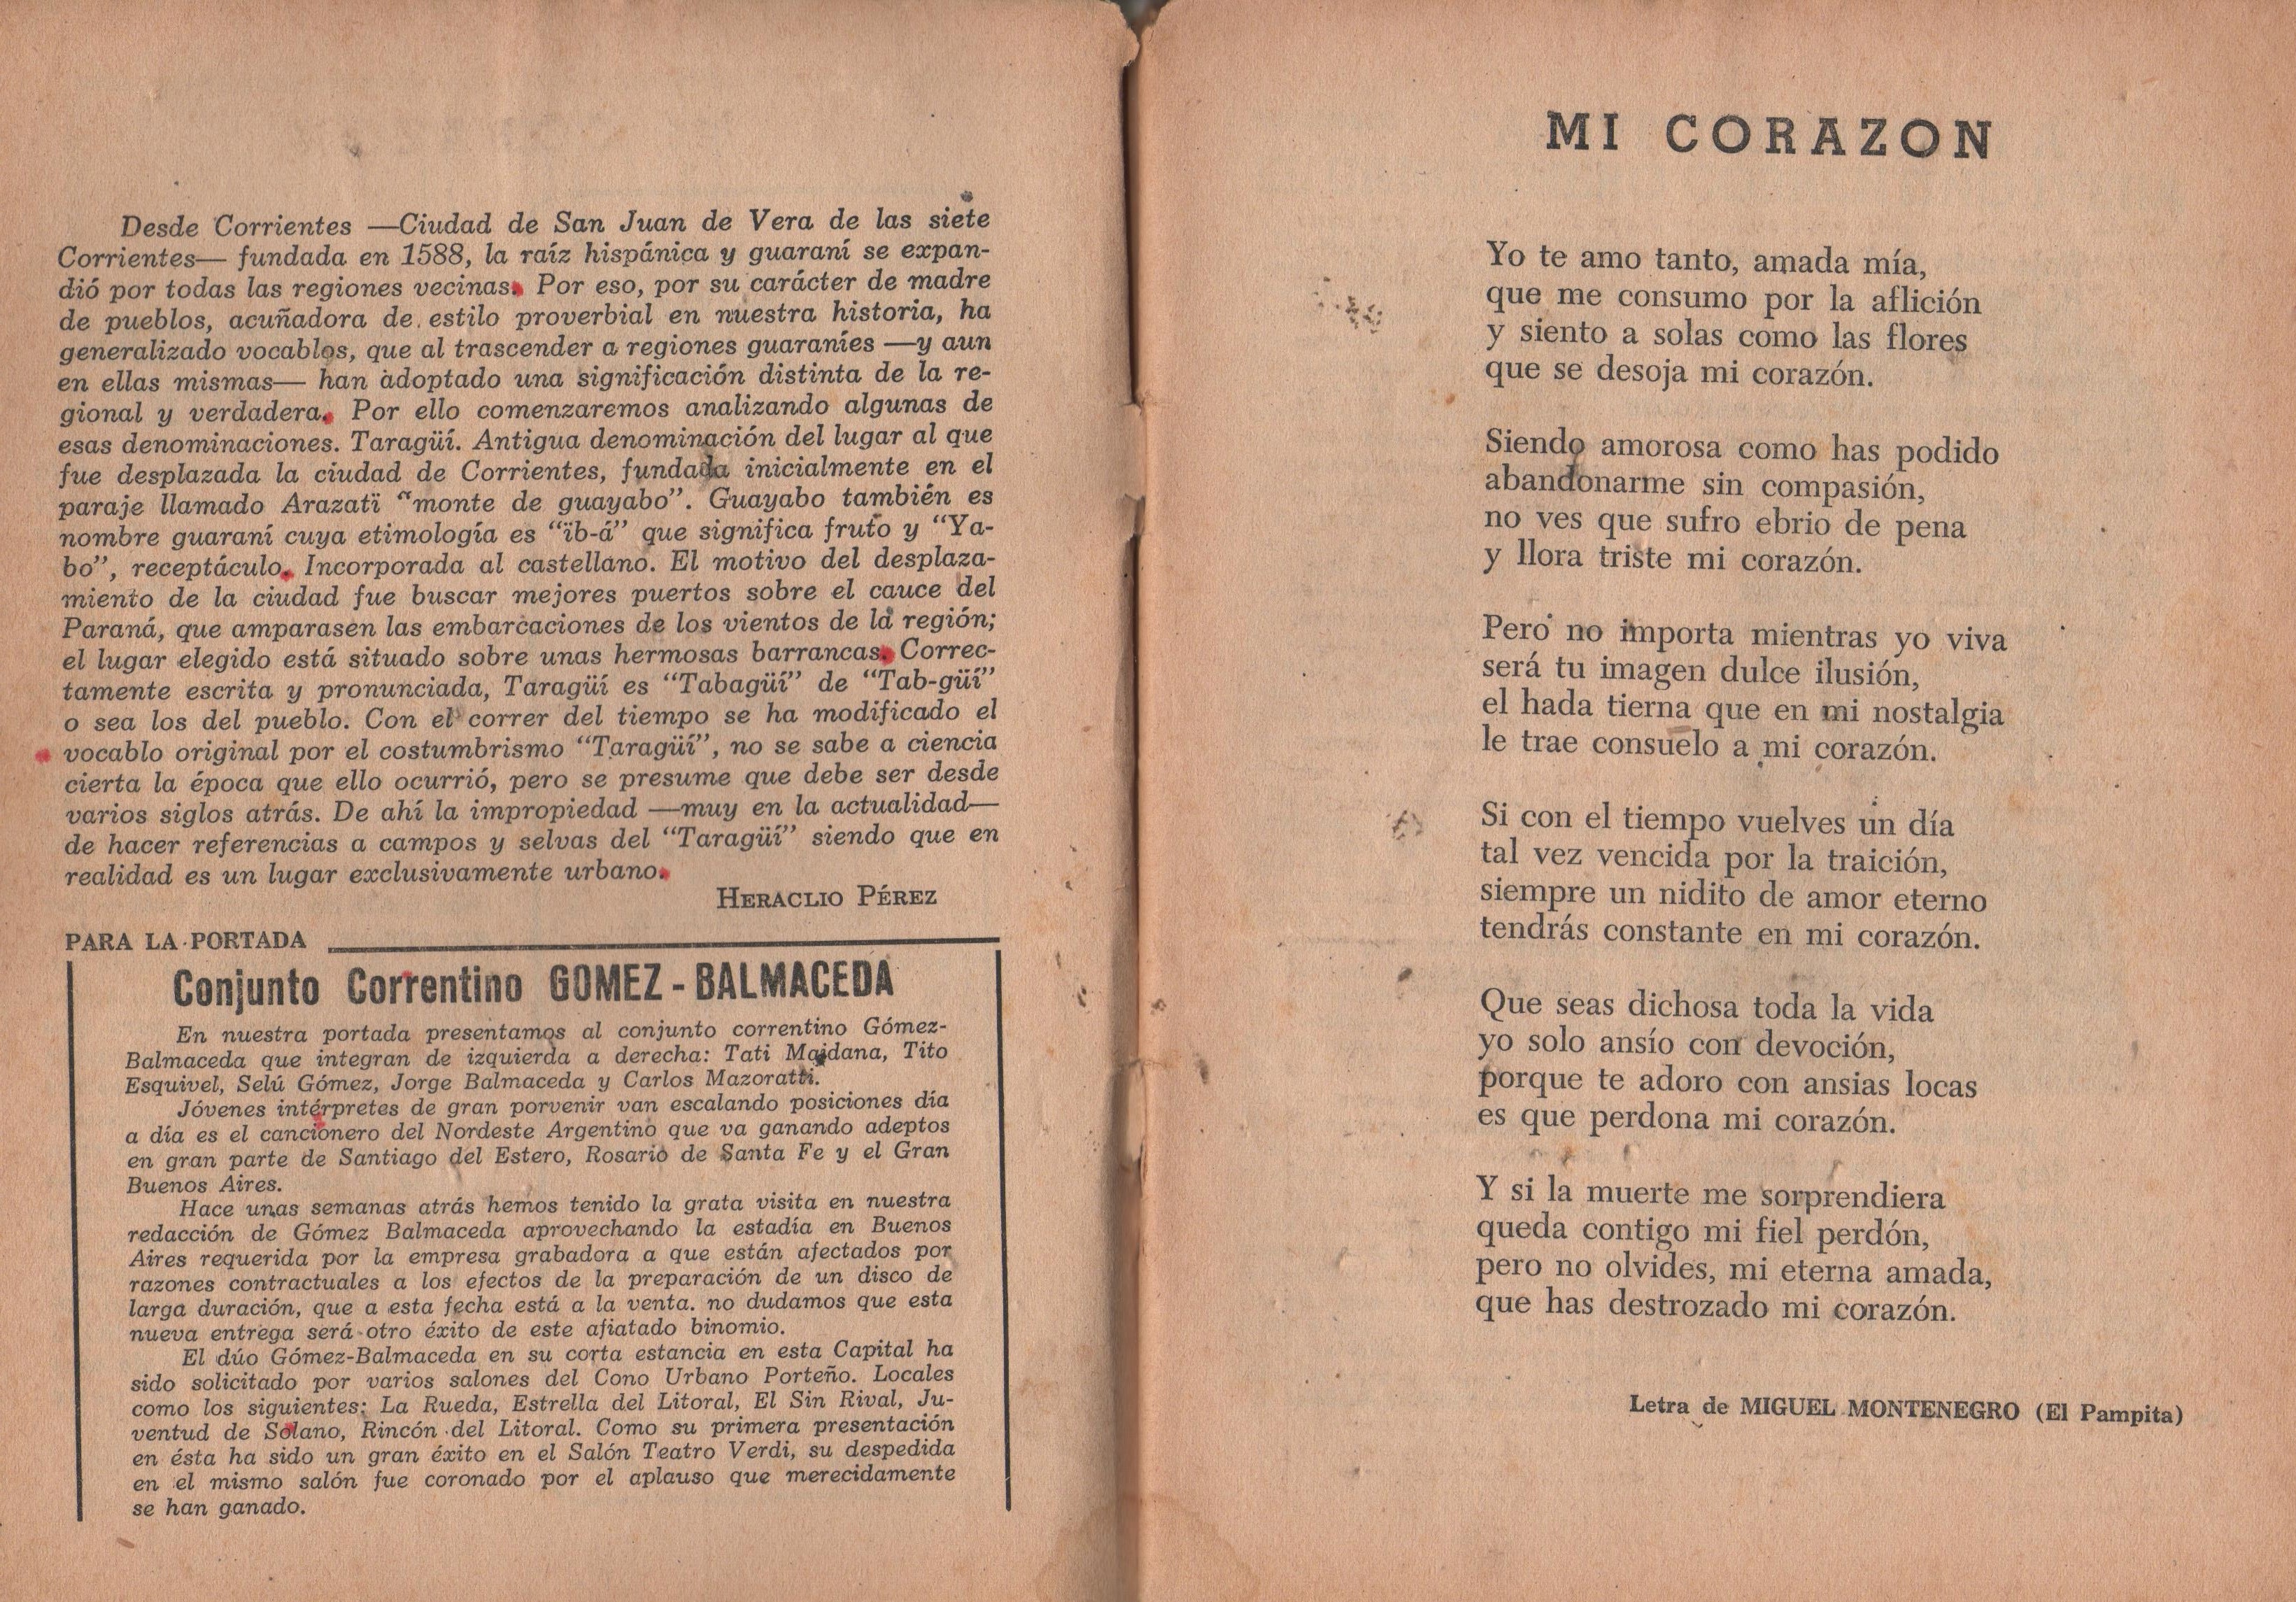 Desde Corrientes —Ciudad de San Juan de Vera de las siete
Corrientes— fundada en 1588, la raíz hispánica y guaraní se expan-
dió por todas las regiones vecinas. Por eso, por su carácter de madre
de pueblos, acuñadora de estilo proverbial en nuestra historia, ha
generalizado vocablos, que al trascender a regiones guaraníes —y aun
en ellas mismas— han adoptado una significación distinta de la re-
gional y verdadera. Por ello comenzaremos analizando algunas de
esas denominaciones. Taragüí. Antigua denominación del lugar al que
fue desplazada la ciudad de Corrientes, fundada inicialmente en el
paraje llamado Arazatï “monte de guayabo”. Guayabo también es
nombre guaraní cuya etimología es “ïb-á” que significa fruto y “Ya-
bo”, receptáculo. Incorporada al castellano. El motivo del desplaza-
miento de la ciudad fue buscar mejores puertos sobre el cauce del
Paraná, que amparasen las embarcaciones de los vientos de la región;
el lugar elegido está situado sobre unas hermosas barrancas. Correc-
tamente escrita y pronunciada, Taragüí es “Tabagüí” de “Tab-güí”
o sea los del pueblo. Con el correr del tiempo se ha modificado el
vocablo original por el costumbrismo “Taragüí”, no se sabe a ciencia
cierta la época que ello ocurrió, pero se presume que debe ser desde
varios siglos atrás. De ahí la impropiedad —muy en la actualidad—
de hacer referencias a campos y selvas del “Taragüí” siendo que en
realidad es un lugar exclusivamente urbano.
HERACLIO PÉREZ
PARA LA PORTADA
Conjunto Correntino GOMEZ - BALMACEDA
En nuestra portada presentamos al conjunto correntino Gómez-
Balmaceda que integran de izquierda a derecha: Tati Maidana, Tito
Esquivel, Selú Gómez, Jorge Balmaceda y Carlos Mazoratti.
Jóvenes intérpretes de gran porvenir van escalando posiciones día
a día es el cancionero del Nordeste Argentino que va ganando adeptos
en gran parte de Santiago del Estero, Rosario de Santa Fe y el Gran
Buenos Aires.
Hace unas semanas atrás hemos tenido la grata visita en nuestra
redacción de Gómez Balmaceda aprovechando la estadía en Buenos
Aires requerida por la empresa grabadora a que están afectados por
razones contractuales a los efectos de la preparación de un disco de
larga duración, que a esta fecha está a la venta. no dudamos que esta
nueva entrega será otro éxito de este afiatado binomio.
El dúo Gómez-Balmaceda en su corta estancia en esta Capital ha
sido solicitado por varios salones del Cono Urbano Porteño. Locales
como los siguientes: La Rueda, Estrella del Litoral, El Sin Rival, Ju-
ventud de Solano, Rincón del Litoral. Como su primera presentación
en ésta ha sido un gran éxito en el Salón Teatro Verdi, su despedida
en el mismo salón fue coronado por el aplauso que merecidamente
se han ganado.
MI CORAZON
Yo te amo tanto, amada mía,
que me consumo por la aflición
y siento a solas como las flores
que se desoja mi corazón.
Siendo amorosa como has podido
abandonarme sin compasión,
no ves que sufro ebrio de pena
y llora triste mi corazón.
Pero no importa mientras yo viva
será tu imagen dulce ilusión,
el hada tierna que en mi nostalgia
le trae consuelo a mi corazón.
Si con el tiempo vuelves un día
tal vez vencida por la traición,
siempre un nidito de amor eterno
tendrás constante en mi corazón.
Que seas dichosa toda la vida
yo solo ansío con devoción,
porque te adoro con ansias locas
es que perdona mi corazón.
Y si la muerte me sorprendiera
queda contigo mi fiel perdón,
pero no olvides, mi eterna amada,
que has destrozado mi corazón.
Letra de MIGUEL MONTENEGRO (El Pampita)